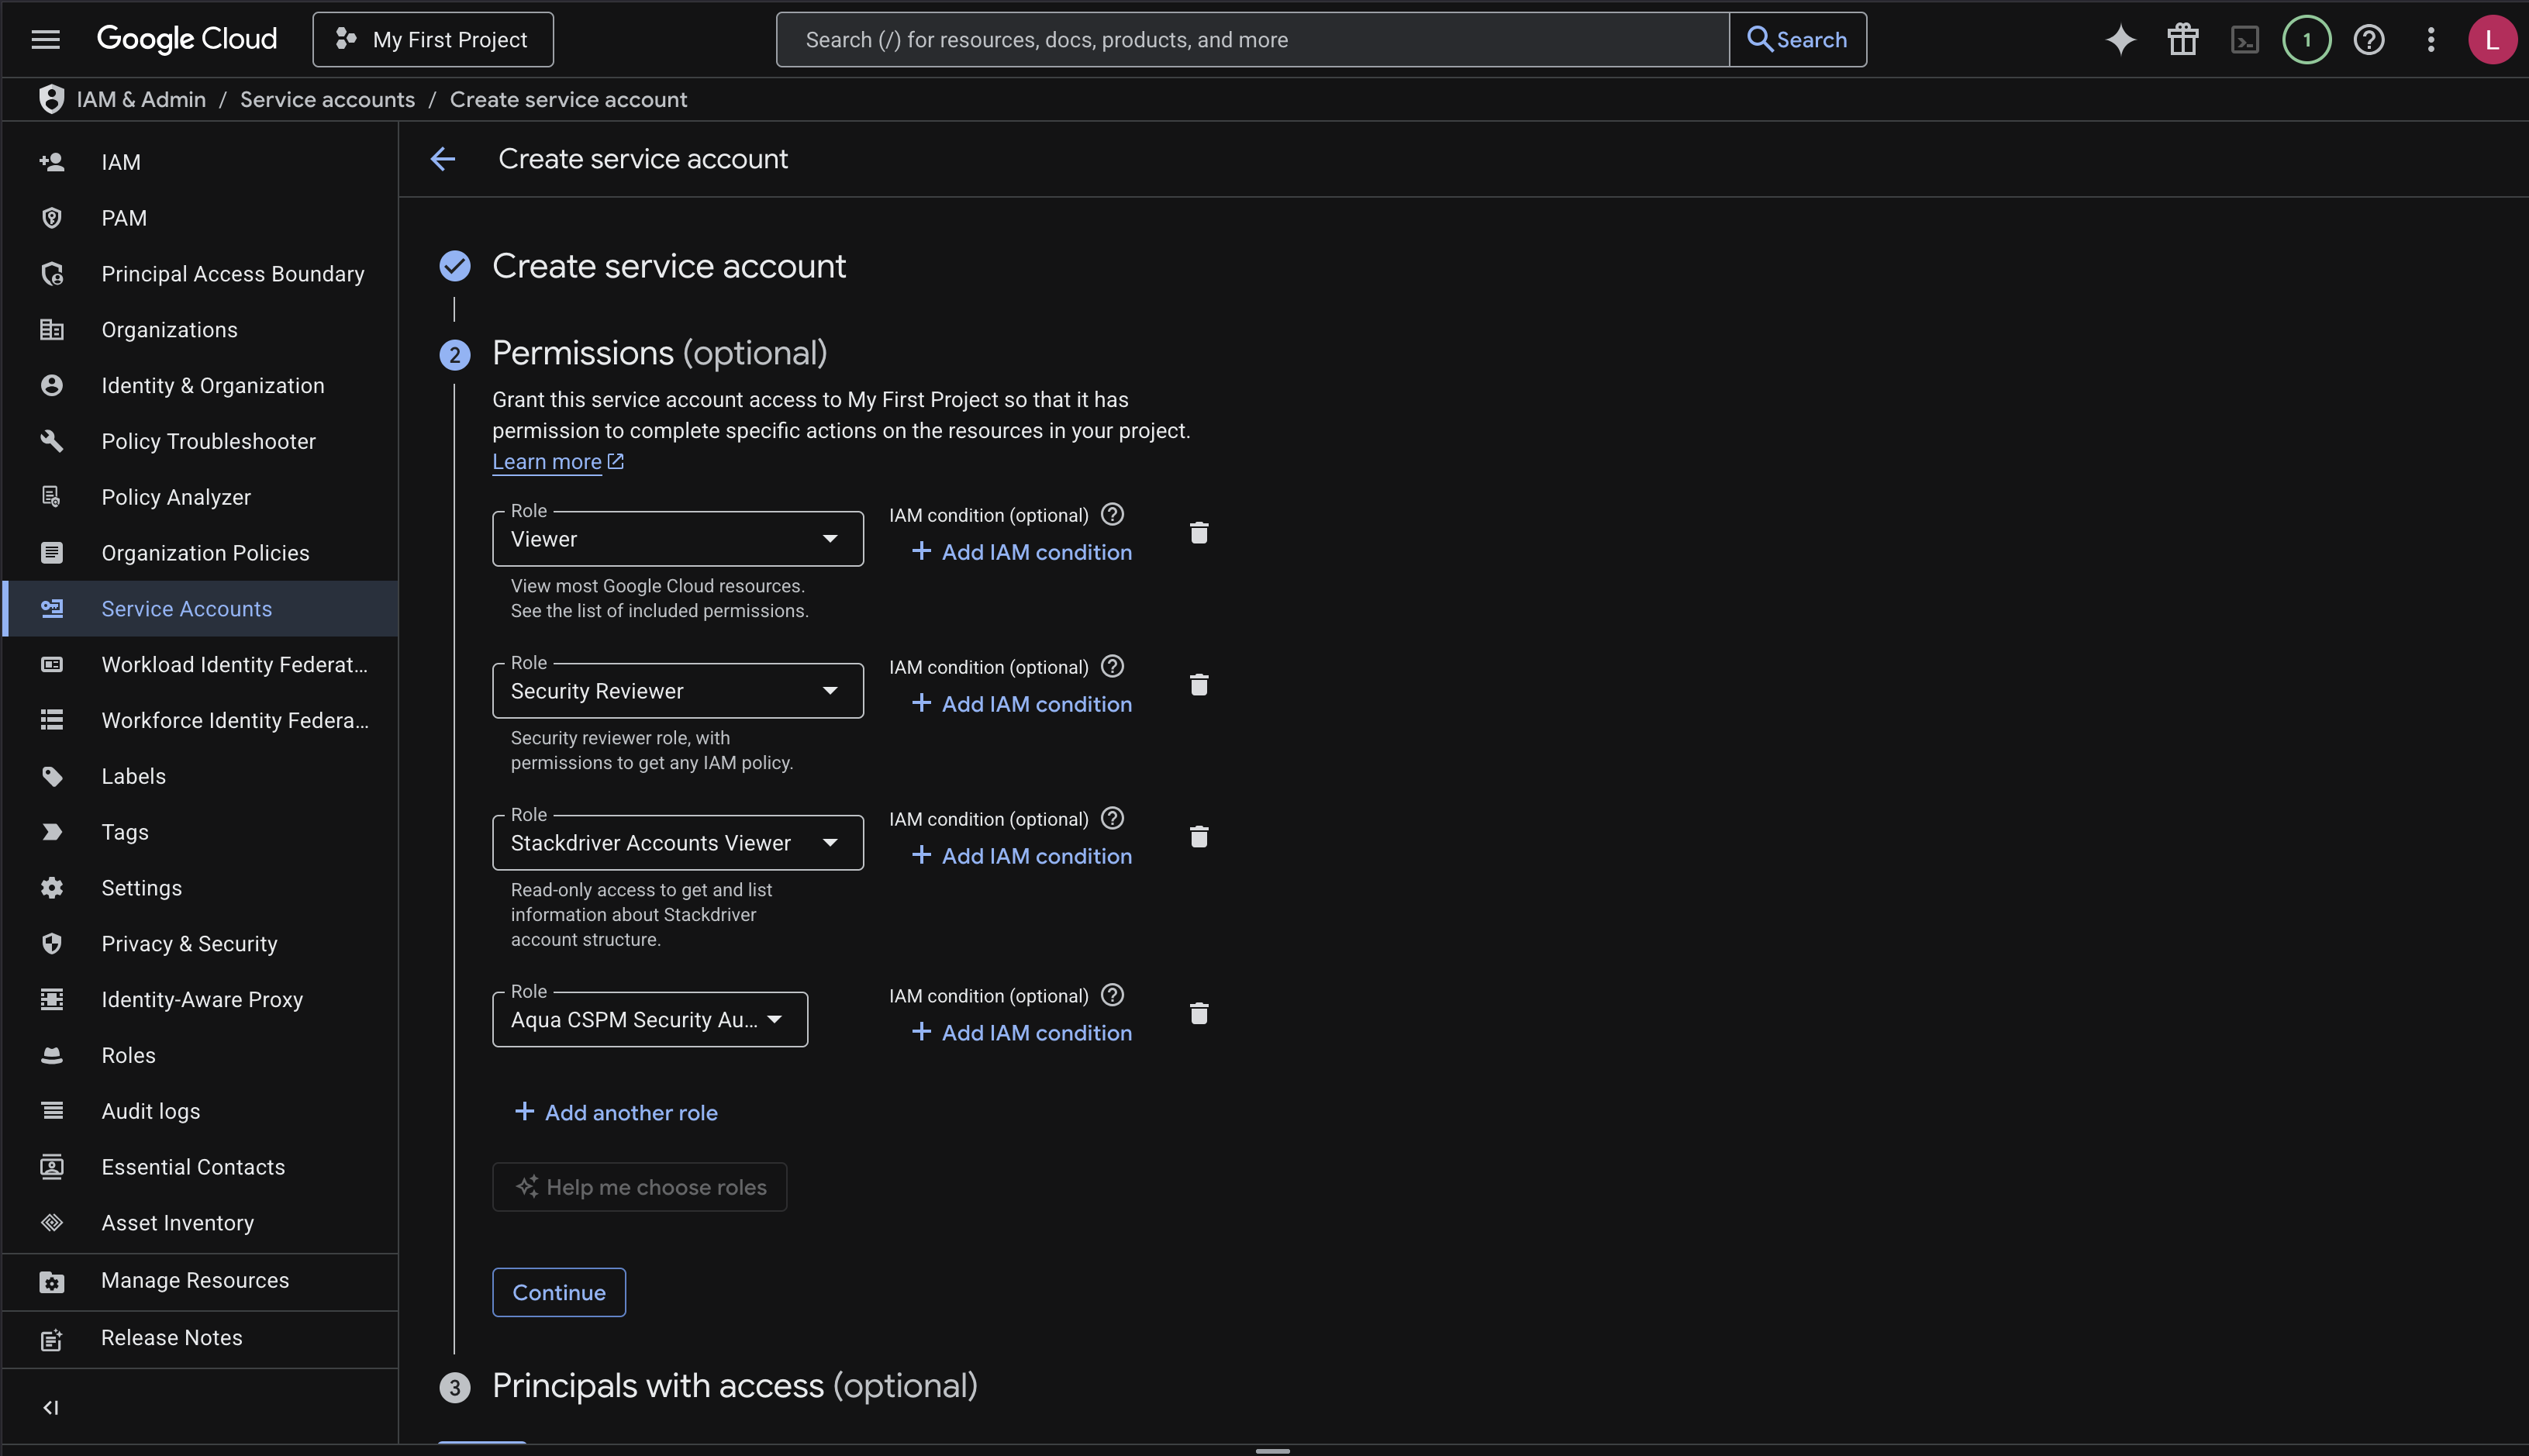 Google Cloud
My First Project
Search (/) for resources, docs, products, and more
Search
1
L
IAM & Admin / Service accounts / Create service account
IAM
PAM
Principal Access Boundary
Organizations
Identity & Organization
Policy Troubleshooter
Policy Analyzer
Organization Policies
Service Accounts
Workload Identity Federat...
Workforce Identity Federa...
Labels
Tags
Settings
Privacy & Security
Identity-Aware Proxy
Roles
Audit logs
Essential Contacts
Asset Inventory
Manage Resources
Release Notes
Create service account
Create service account
2 Permissions (optional)
Grant this service account access to My First Project so that it has
permission to complete specific actions on the resources in your project.
Learn more
Role
Viewer
IAM condition (optional)
+ Add IAM condition
View most Google Cloud resources.
See the list of included permissions.
Role
Security Reviewer
IAM condition (optional)
+ Add IAM condition
Security reviewer role, with
permissions to get any IAM policy.
Role
Stackdriver Accounts Viewer
IAM condition (optional)
+ Add IAM condition
Read-only access to get and list
information about Stackdriver
account structure.
Role
Aqua CSPM Security Au...
IAM condition (optional)
+ Add IAM condition
+ Add another role
Help me choose roles
Continue
3 Principals with access (optional)